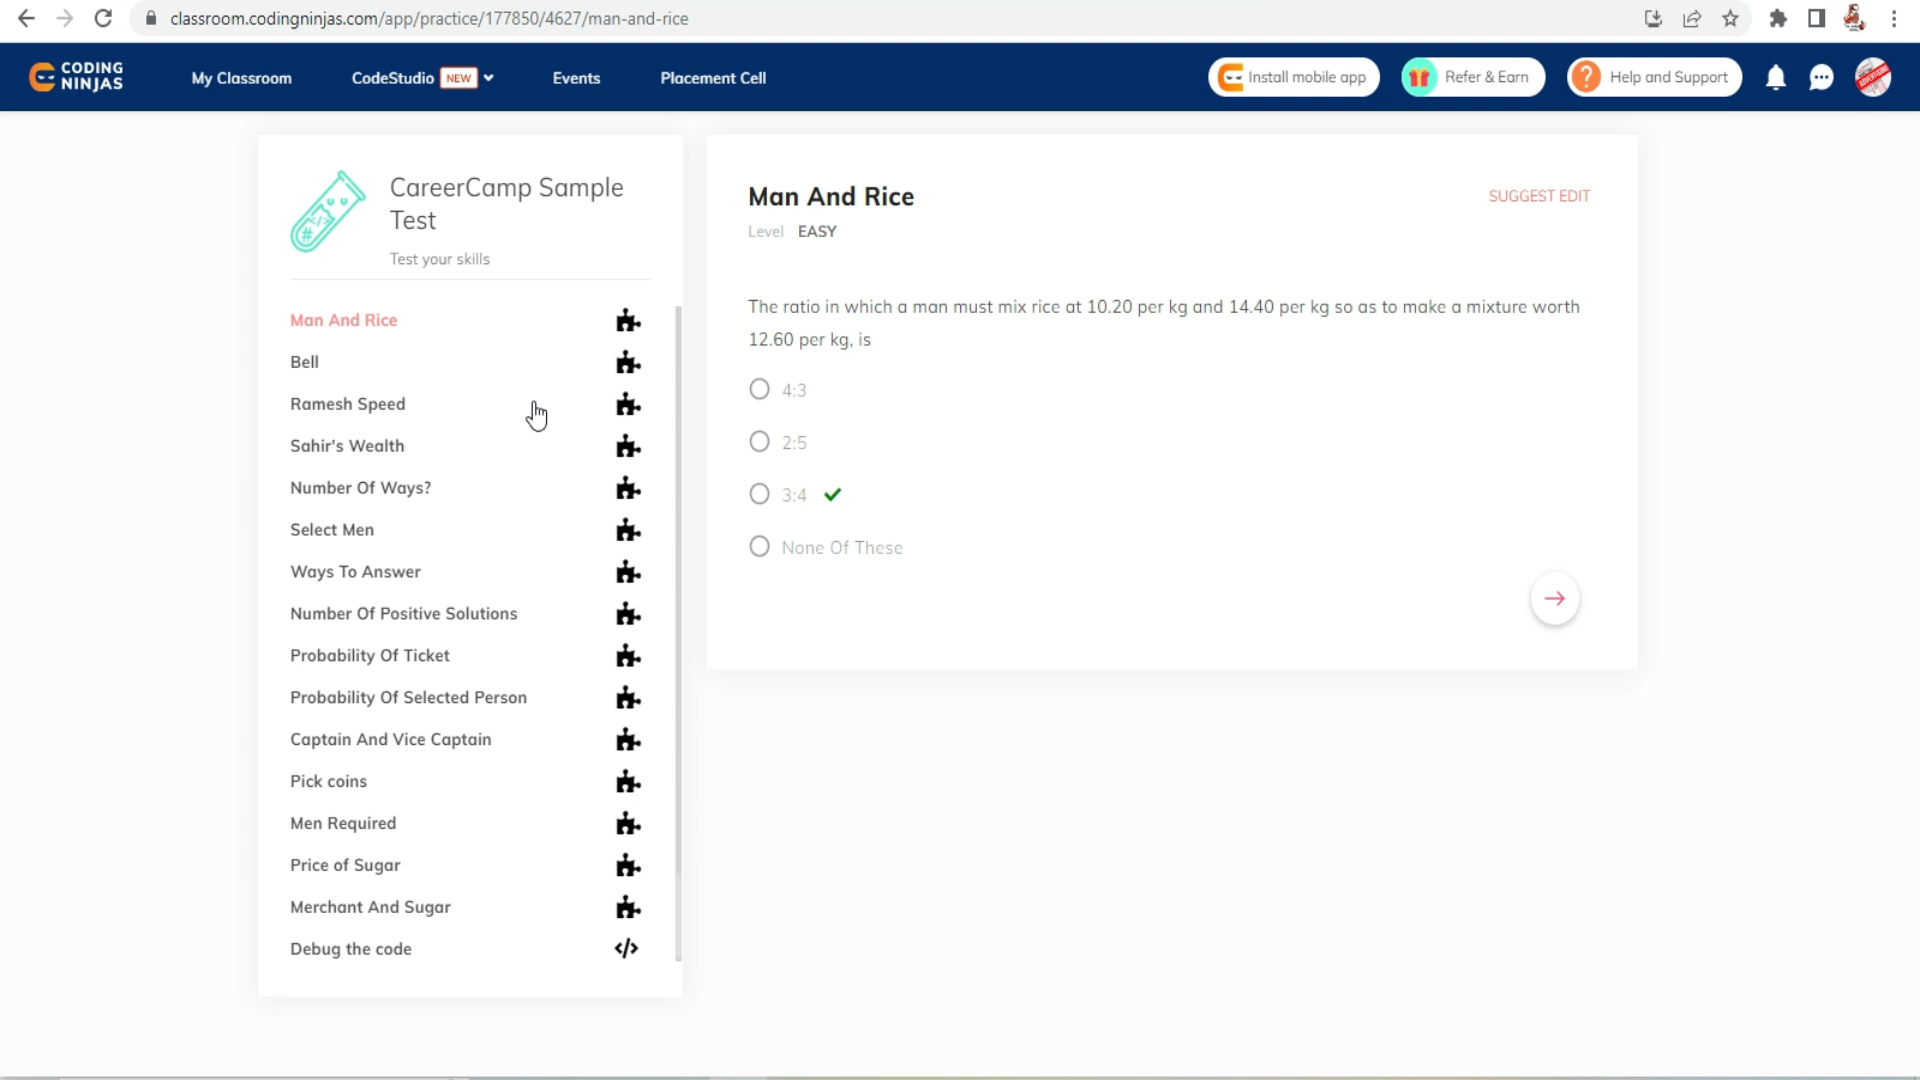 classroom.codingninjas.com/app/practice/177850/4627/man-and-rice
CODING
NINJAS
My Classroom
CodeStudio NEW
Events
Placement Cell
Install mobile app
Refer & Earn
? Help and Support
CareerCamp Sample
Test
Test your skills
Man And Rice
Bell
Ramesh Speed
Sahir's Wealth
Number Of Ways?
Select Men
Ways To Answer
Number Of Positive Solutions
Probability Of Ticket
Probability Of Selected Person
Captain And Vice Captain
Pick coins
Men Required
Price of Sugar
Merchant And Sugar
Debug the code </>
Man And Rice
SUGGEST EDIT
Level EASY
The ratio in which a man must mix rice at 10.20 per kg and 14.40 per kg so as to make a mixture worth
12.60 per kg, is
4:3
2:5
3:4
None Of These